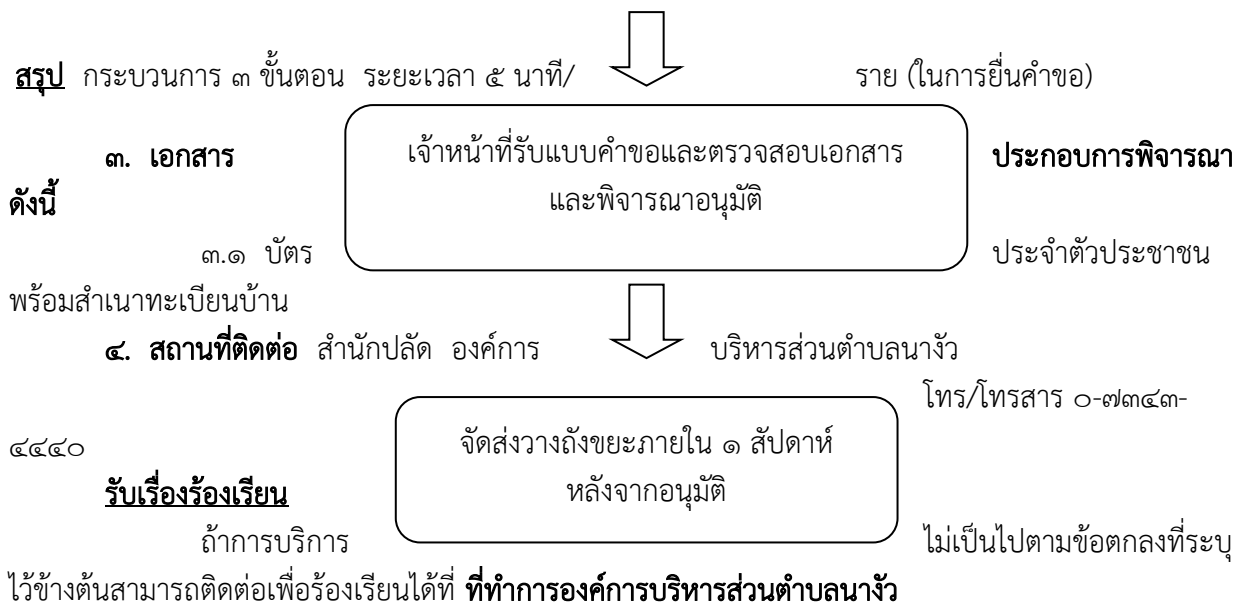 สรุป กระบวนการ ๓ ขั้นตอน ระยะเวลา ๕ นาที/ ราย (ในการยื่นคำขอ)
๓. เอกสาร ประกอบการพิจารณา
ดังนี้
เจ้าหน้าที่รับแบบคำขอและตรวจสอบเอกสาร
และพิจารณาอนุมัติ
๓.๑ บัตร ประจำตัวประชาชน
พร้อมสำเนาทะเบียนบ้าน
๔. สถานที่ติดต่อ สำนักปลัด องค์การ บริหารส่วนตำบลนางัว
โทร/โทรสาร ๐-๗๓๔๓-
๔๔๔๐
จัดส่งวางถังขยะภายใน ๑ สัปดาห์
หลังจากอนุมัติ
รับเรื่องร้องเรียน
ถ้าการบริการ ไม่เป็นไปตามข้อตกลงที่ระบุ
ไว้ข้างต้นสามารถติดต่อเพื่อร้องเรียนได้ที่ ที่ทำการองค์การบริหารส่วนตำบลนางัว